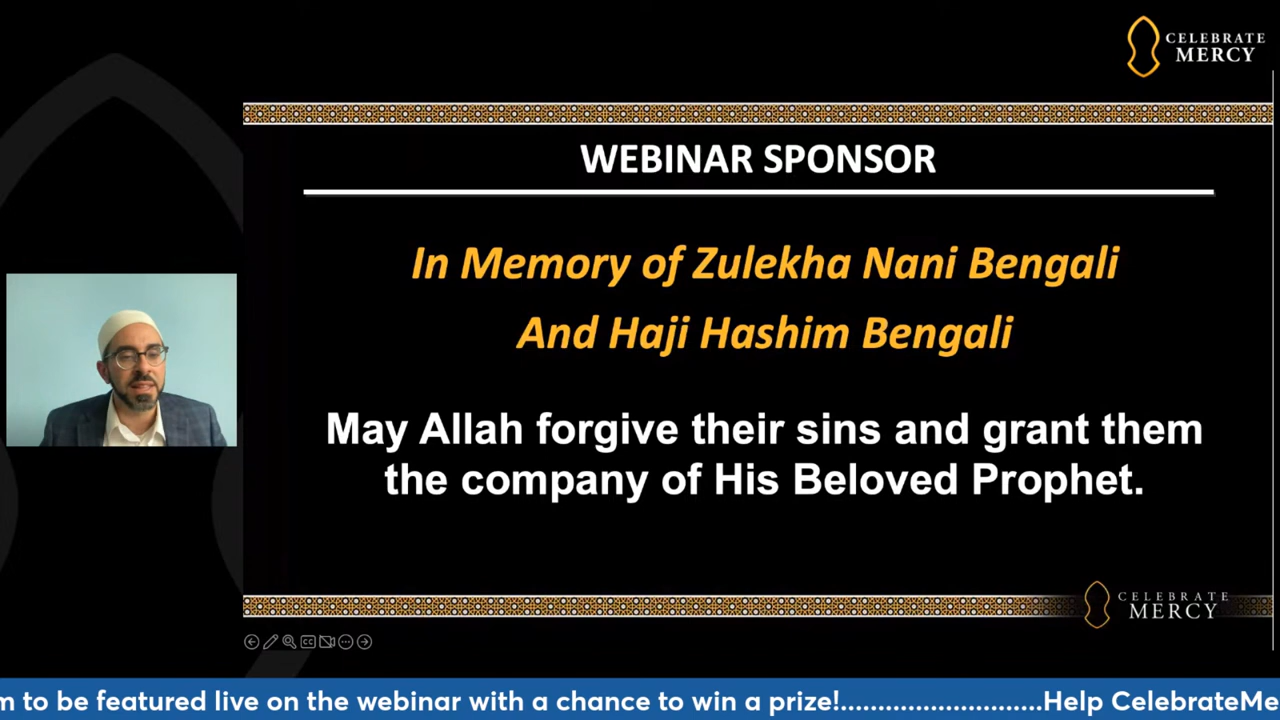 CELEBRATE
MERCY
WEBINAR SPONSOR
In Memory of Zulekha Nani Bengali
And Haji Hashim Bengali
May Allah forgive their sins and grant them
the company of His Beloved Prophet.
CELEBRATE
MERCY
CC
m to be featured live on the webinar with a chance to win a prize!.............................Help CelebrateMe